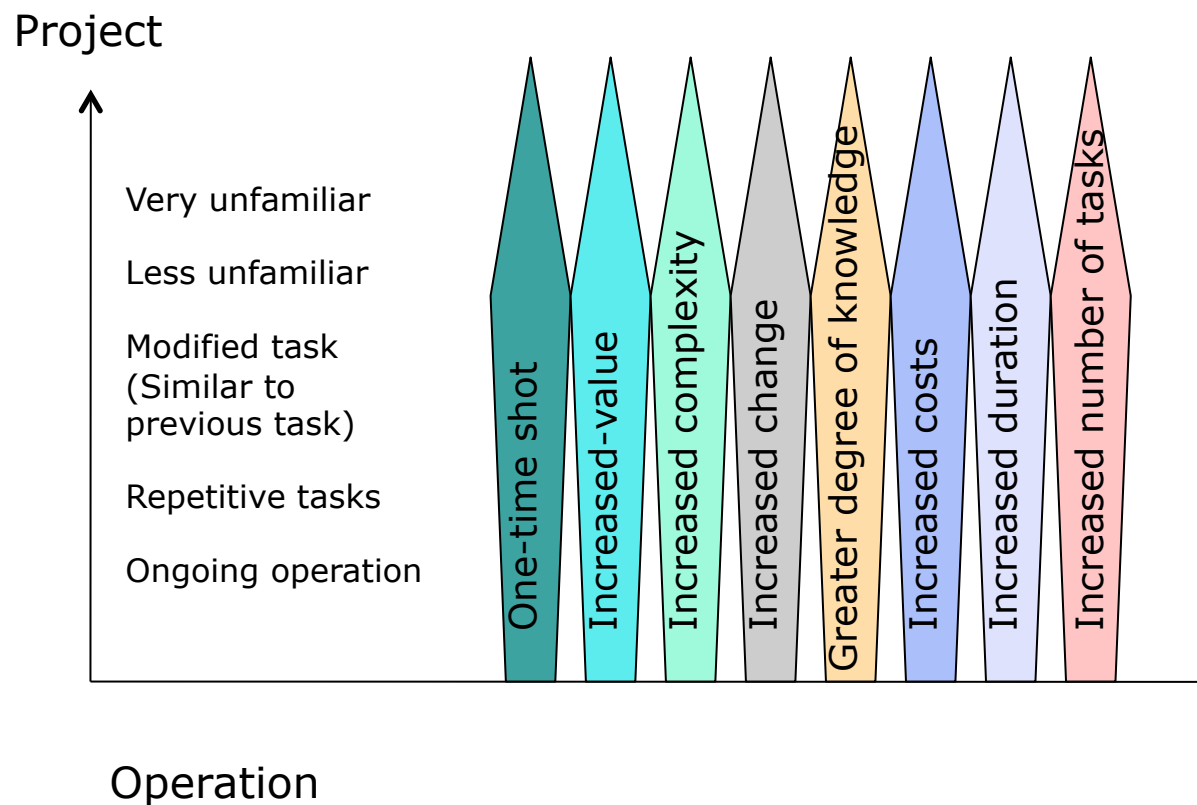 Project
Very unfamiliar
Less unfamiliar
Modified task
(Similar to
previous task)
Repetitive tasks
Ongoing operation
One-time shot
Increased-value
Increased complexity
Increased change
Greater degree of knowledge
Increased costs
Increased duration
Increased number of tasks
Operation